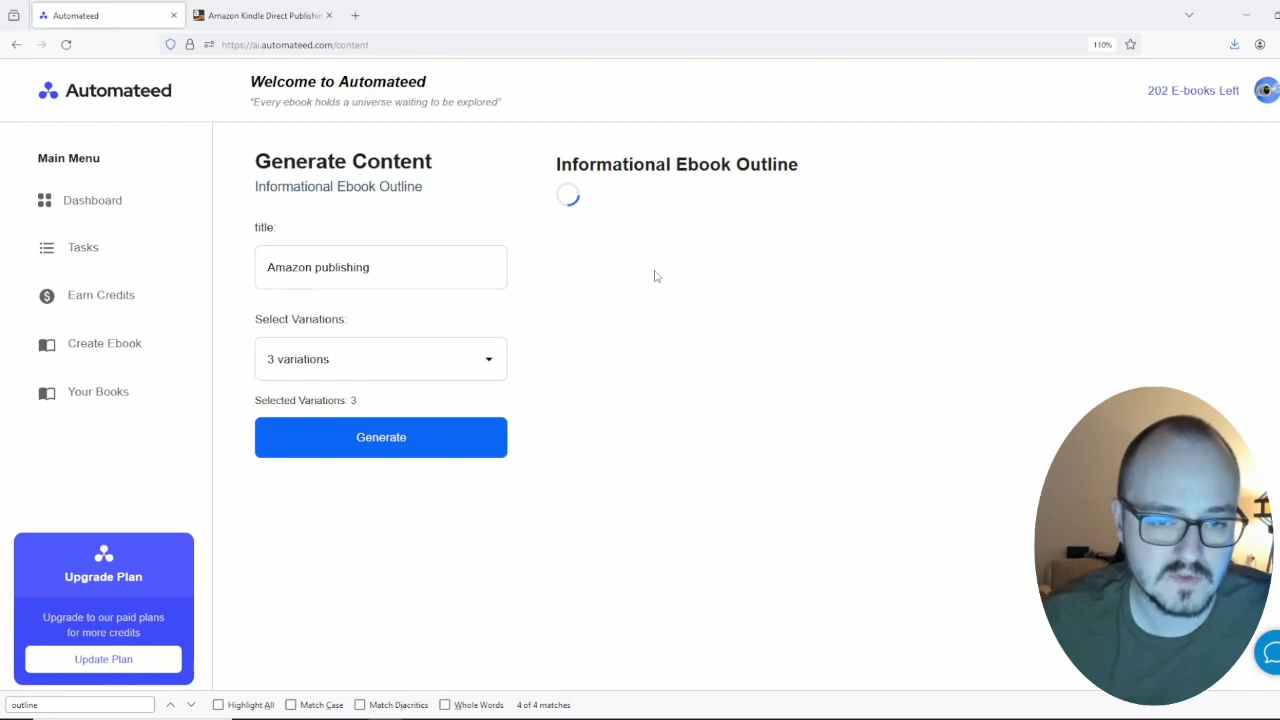 Automateed
Amazon Kindle Direct Publishin
https://ai.automateed.com/content
110%
Automateed
Welcome to Automateed
"Every ebook holds a universe waiting to be explored"
202 E-books Left
Main Menu
Dashboard
Tasks
Earn Credits
Create Ebook
Your Books
Upgrade Plan
Upgrade to our paid plans
for more credits
Update Plan
Generate Content
Informational Ebook Outline
title:
Amazon publishing
Select Variations:
3 variations
Selected Variations: 3
Generate
Informational Ebook Outline
outline
Highlight All
Match Case
Match Diacritics
Whole Words
4 of 4 matches